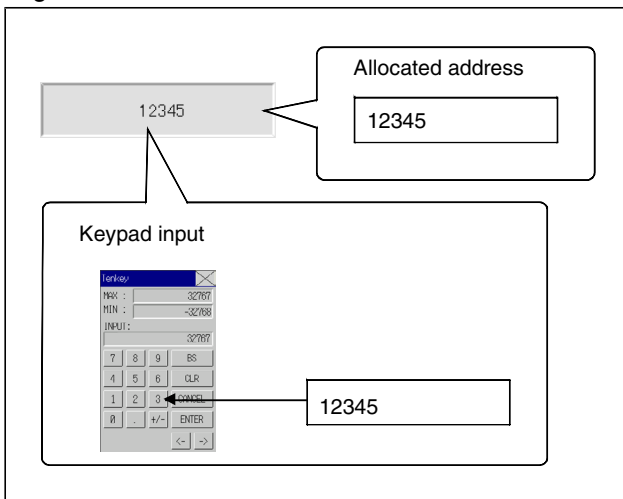 Allocated address
12345
12345
Keypad input
Tenkey
MAX : 32767
MIN : -32768
INPUT:
32767
7 8 9 BS
4 5 6 CLR
1 2 3 CANCEL
0 . +/- ENTER
<- ->
12345